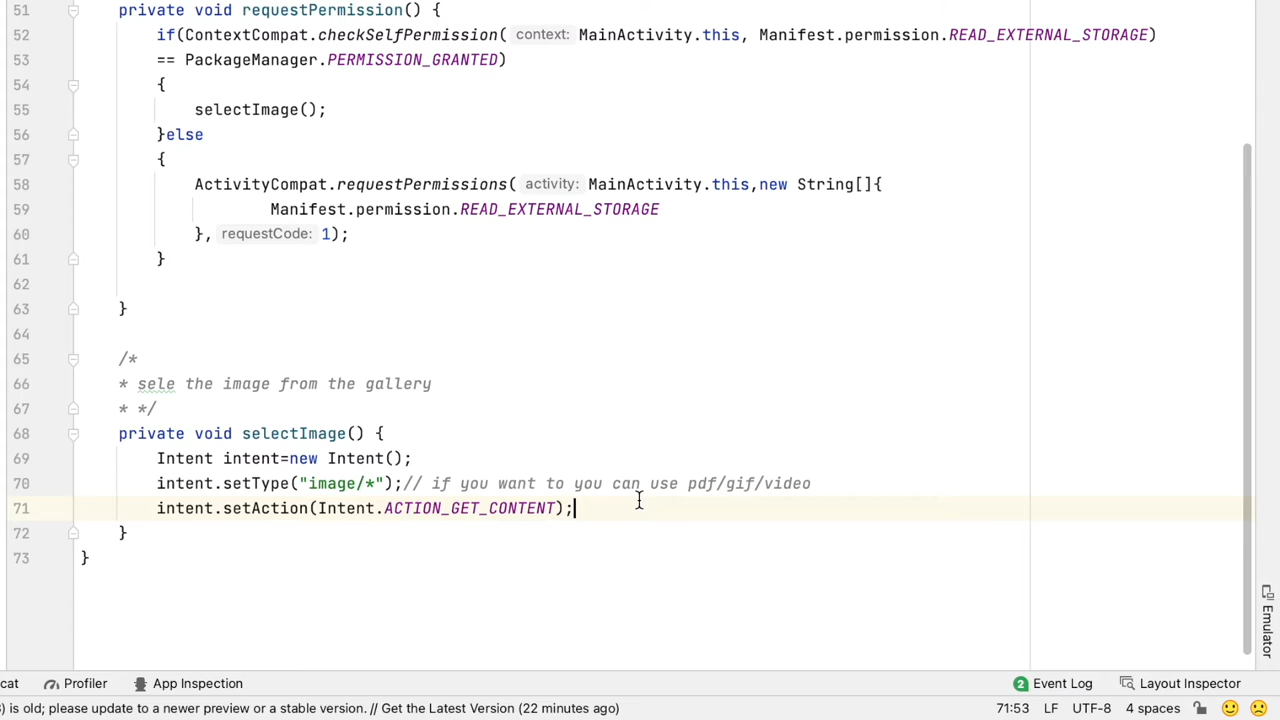 51 private void requestPermission() {
52 if(ContextCompat.checkSelfPermission( context: MainActivity.this, Manifest.permission.READ_EXTERNAL_STORAGE)
53 == PackageManager.PERMISSION_GRANTED)
54 {
55 selectImage();
56 }else
57 {
58 ActivityCompat.requestPermissions( activity: MainActivity.this,new String[]{
59 Manifest.permission.READ_EXTERNAL_STORAGE
60 }, requestCode: 1);
61 }
62
63 }
64
65 /*
66 * sele the image from the gallery
67 * */
68 private void selectImage() {
69 Intent intent=new Intent();
70 intent.setType("image/*");// if you want to you can use pdf/gif/video
71 intent.setAction(Intent.ACTION_GET_CONTENT);
72 }
73 }
Emulator
cat Profiler App Inspection 2 Event Log Layout Inspector
) is old; please update to a newer preview or a stable version. // Get the Latest Version (22 minutes ago) 71:53 LF UTF-8 4 spaces